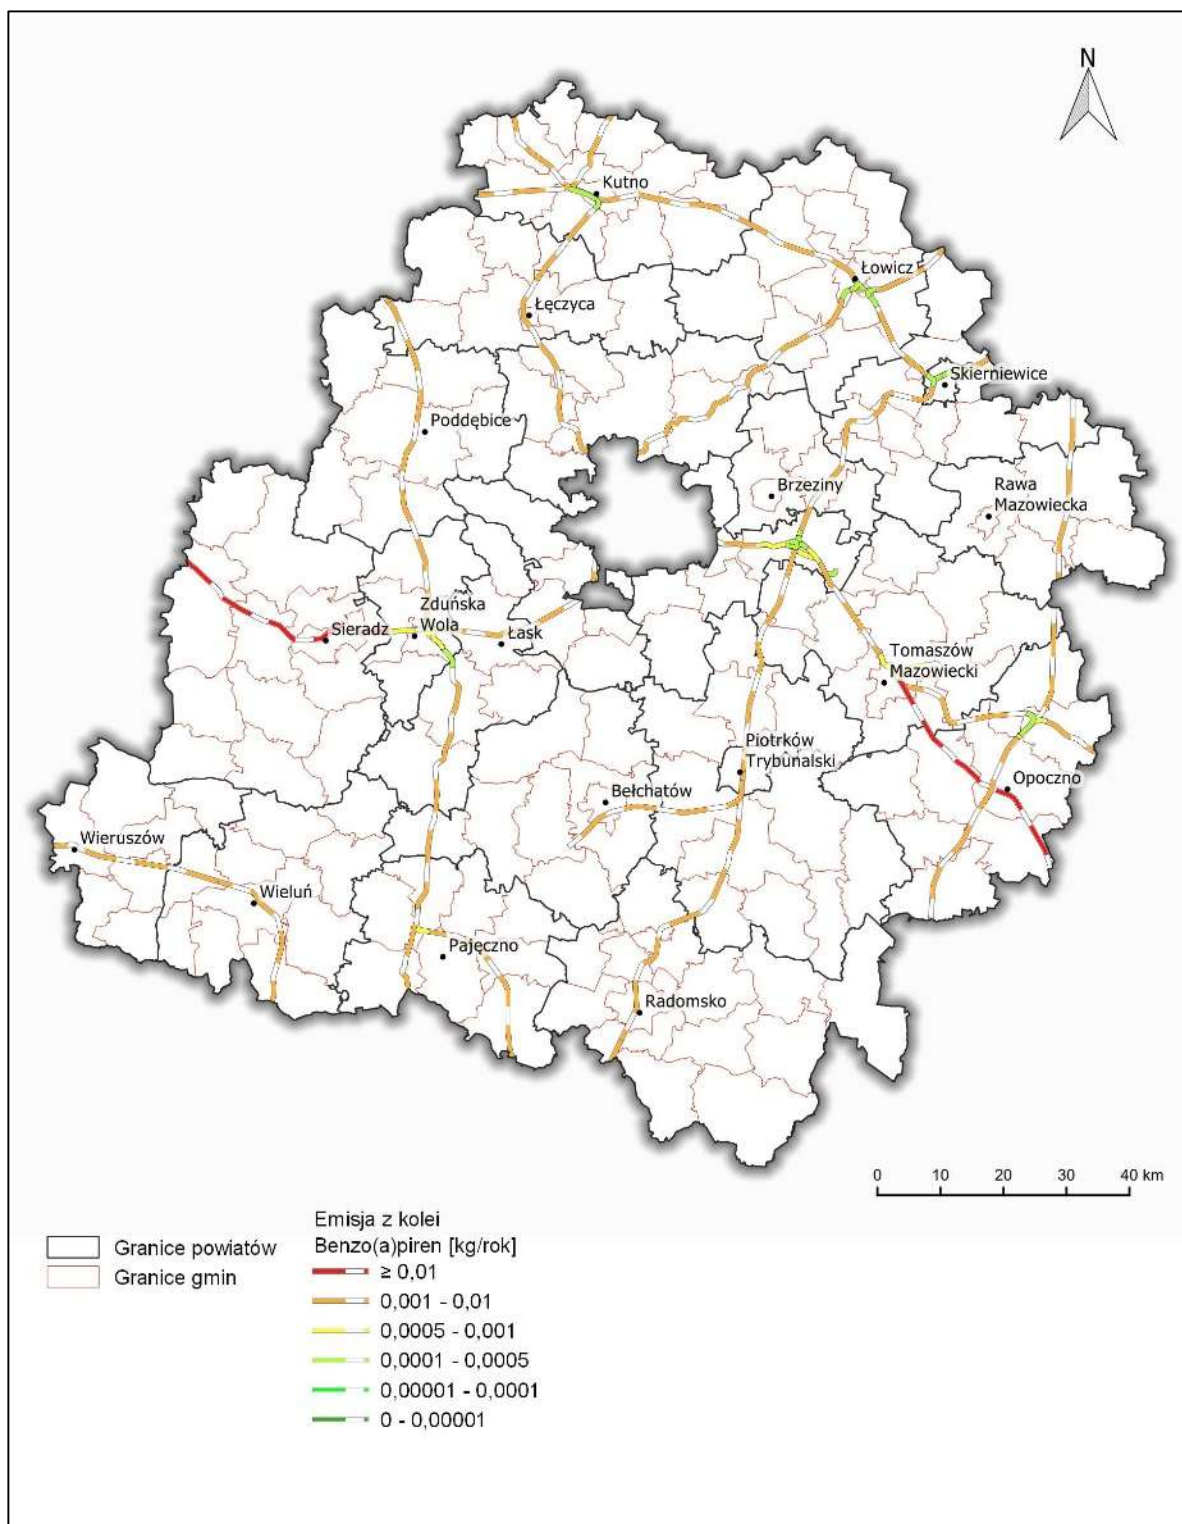 N
Kutno
Łowicz
Łęczyca
Skierniewice
Poddębice
Brzeziny
Rawa
Mazowiecka
Zduńska
Wola
Sieradz
Łask
Tomaszów
Mazowiecki
Piotrków
Trybunalski
Opoczno
Bełchatów
Wieruszów
Wieluń
Pajęczno
Radomsko
0 10 20 30 40 km
Emisja z kolei
Granice powiatów
Granice gmin
Benzo(a)piren [kg/rok]
≥ 0,01
0,001 - 0,01
0,0005 - 0,001
0,0001 - 0,0005
0,00001 - 0,0001
0 - 0,00001